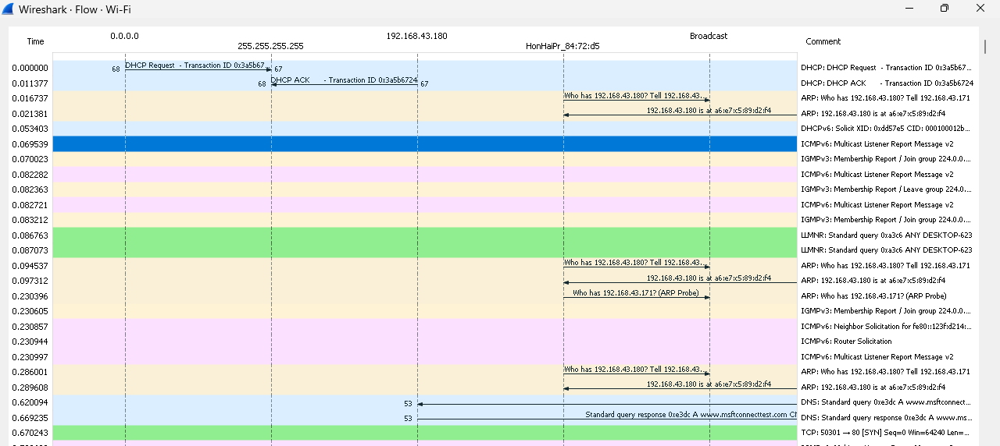 Wireshark · Flow · Wi-Fi
Time 0.0.0.0 255.255.255.255 192.168.43.180 HonHaiPr_84:72:d5 Broadcast Comment
0.000000 68 DHCP Request - Transaction ID 0x3a5b67... 67 DHCP: DHCP Request - Transaction ID 0x3a5b67...
0.011377 68 DHCP ACK - Transaction ID 0x3a5b6724 67 DHCP: DHCP ACK - Transaction ID 0x3a5b6724
0.016737 Who has 192.168.43.180? Tell 192.168.43.... ARP: Who has 192.168.43.180? Tell 192.168.43.171
0.021381 192.168.43.180 is at a6:e7:c5:89:d2:f4 ARP: 192.168.43.180 is at a6:e7:c5:89:d2:f4
0.053403 DHCPv6: Solicit XID: 0xdd57e5 CID: 000100012b...
0.069539 ICMPv6: Multicast Listener Report Message v2
0.070023 IGMPv3: Membership Report / Join group 224.0.0....
0.082282 ICMPv6: Multicast Listener Report Message v2
0.082363 IGMPv3: Membership Report / Leave group 224.0....
0.082721 ICMPv6: Multicast Listener Report Message v2
0.083212 IGMPv3: Membership Report / Join group 224.0.0....
0.086763 LLMNR: Standard query 0xa3c6 ANY DESKTOP-623
0.087073 LLMNR: Standard query 0xa3c6 ANY DESKTOP-623
0.094537 Who has 192.168.43.180? Tell 192.168.43.... ARP: Who has 192.168.43.180? Tell 192.168.43.171
0.097312 192.168.43.180 is at a6:e7:c5:89:d2:f4 ARP: 192.168.43.180 is at a6:e7:c5:89:d2:f4
0.230396 Who has 192.168.43.171? (ARP Probe) ARP: Who has 192.168.43.171? (ARP Probe)
0.230605 IGMPv3: Membership Report / Join group 224.0.0....
0.230857 ICMPv6: Neighbor Solicitation for fe80::123f:d214:...
0.230944 ICMPv6: Router Solicitation
0.230997 ICMPv6: Multicast Listener Report Message v2
0.286001 Who has 192.168.43.180? Tell 192.168.43.... ARP: Who has 192.168.43.180? Tell 192.168.43.171
0.289608 192.168.43.180 is at a6:e7:c5:89:d2:f4 ARP: 192.168.43.180 is at a6:e7:c5:89:d2:f4
0.620094 53 DNS: Standard query 0xe3dc A www.msftconnect...
0.669235 53 Standard query response 0xe3dc A www.msftconnecttest.com DNS: Standard query response 0xe3dc A www.ms...
0.670243 TCP: 50301 → 80 [SYN] Seq=0 Win=64240 Len=...